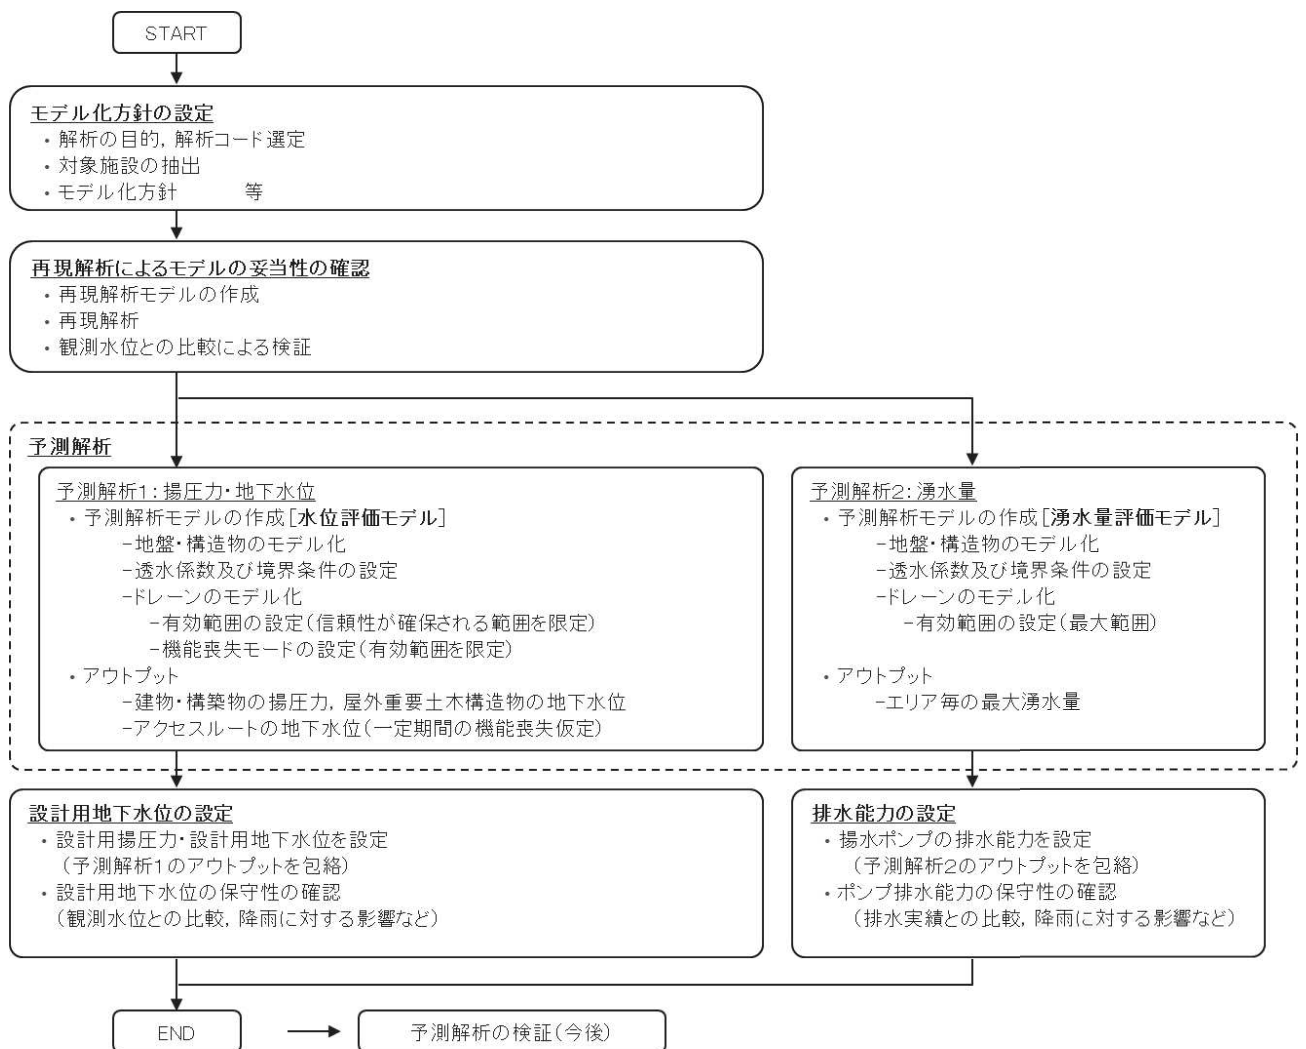 START
モデル化方針の設定
・解析の目的，解析コード選定
・対象施設の抽出
・モデル化方針　　　等
再現解析によるモデルの妥当性の確認
・再現解析モデルの作成
・再現解析
・観測水位との比較による検証
予測解析
予測解析1：揚圧力・地下水位
・予測解析モデルの作成［水位評価モデル］
－地盤・構造物のモデル化
－透水係数及び境界条件の設定
－ドレーンのモデル化
－有効範囲の設定（信頼性が確保される範囲を限定）
－機能喪失モードの設定（有効範囲を限定）
・アウトプット
－建物・構築物の揚圧力，屋外重要土木構造物の地下水位
－アクセスルートの地下水位（一定期間の機能喪失仮定）
予測解析2：湧水量
・予測解析モデルの作成［湧水量評価モデル］
－地盤・構造物のモデル化
－透水係数及び境界条件の設定
－ドレーンのモデル化
－有効範囲の設定（最大範囲）
・アウトプット
－エリア毎の最大湧水量
設計用地下水位の設定
・設計用揚圧力・設計用地下水位を設定
（予測解析1のアウトプットを包絡）
・設計用地下水位の保守性の確認
（観測水位との比較，降雨に対する影響など）
排水能力の設定
・揚水ポンプの排水能力を設定
（予測解析2のアウトプットを包絡）
・ポンプ排水能力の保守性の確認
（排水実績との比較，降雨に対する影響など）
END
予測解析の検証（今後）